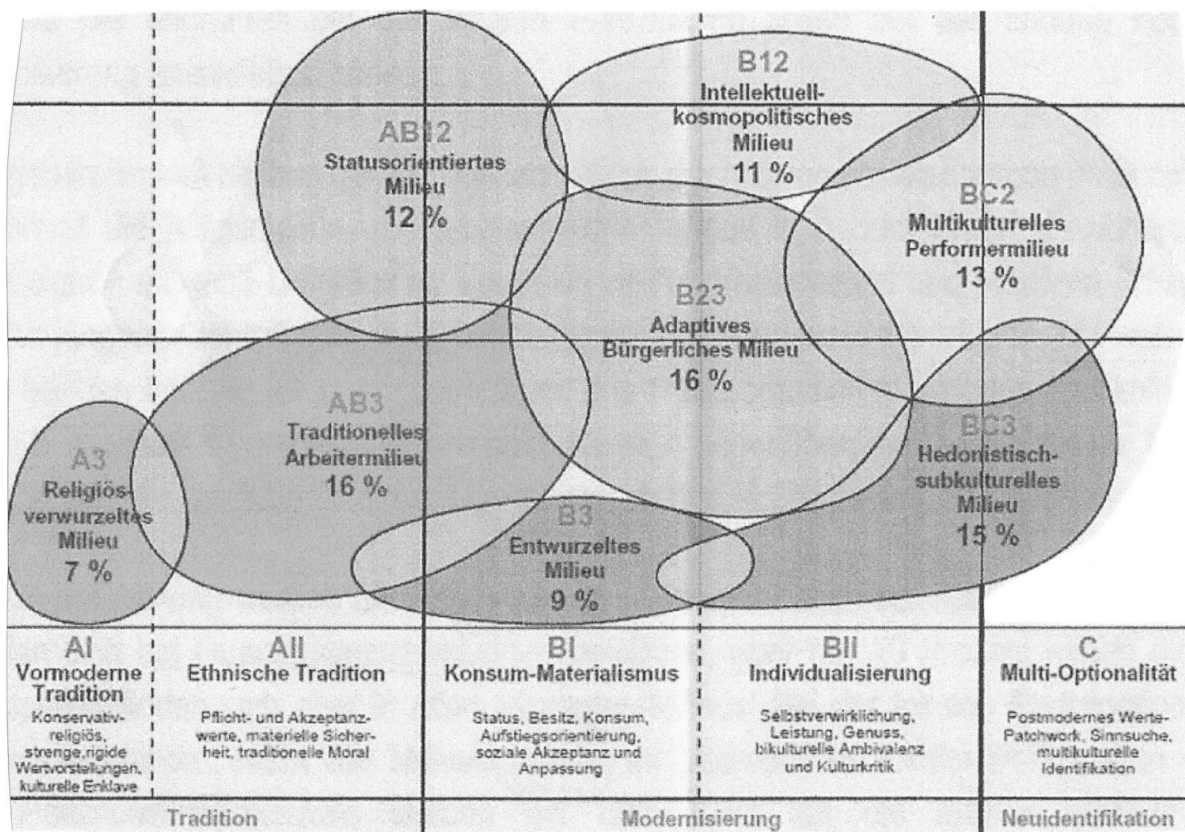 B12
Intellektuell-
kosmopolitisches
Milieu
11 %
AB12
Statusorientiertes
Milieu
12 %
BC2
Multikulturelles
Performermilieu
13 %
B23
Adaptives
Bürgerliches Milieu
16 %
AB3
Traditionelles
Arbeitermilieu
16 %
A3
Religiös-
verwurzeltes
Milieu
7 %
BC3
Hedonistisch-
subkulturelles
Milieu
15 %
B3
Entwurzeltes
Milieu
9 %
AI
Vormoderne
Tradition
Konservativ-
religiös,
strenge, rigide
Wertvorstellungen,
kulturelle Enklave
AII
Ethnische Tradition
Pflicht- und Akzeptanz-
werte, materielle Sicher-
heit, traditionelle Moral
BI
Konsum-Materialismus
Status, Besitz, Konsum,
Aufstiegsorientierung,
soziale Akzeptanz und
Anpassung
BII
Individualisierung
Selbstverwirklichung,
Leistung, Genuss,
bikulturelle Ambivalenz
und Kulturkritik
C
Multi-Optionalität
Postmodernes Werte-
Patchwork, Sinnsuche,
multikulturelle
Identifikation
Tradition
Modernisierung
Neuidentifikation